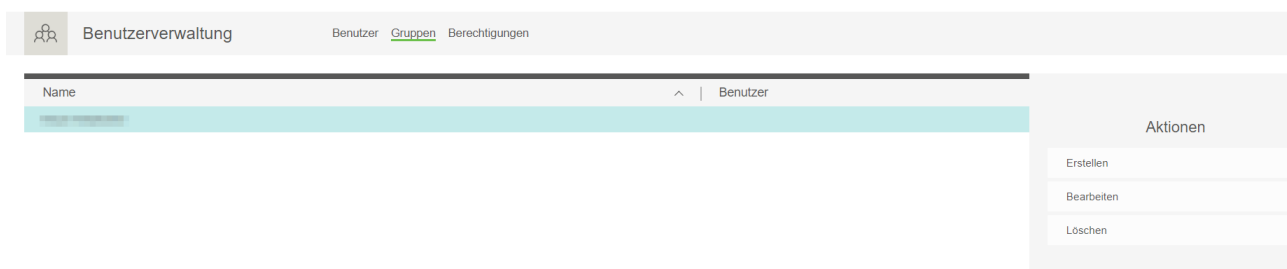 Benutzerverwaltung Benutzer Gruppen Berechtigungen
Name Benutzer
Aktionen
Erstellen
Bearbeiten
Löschen